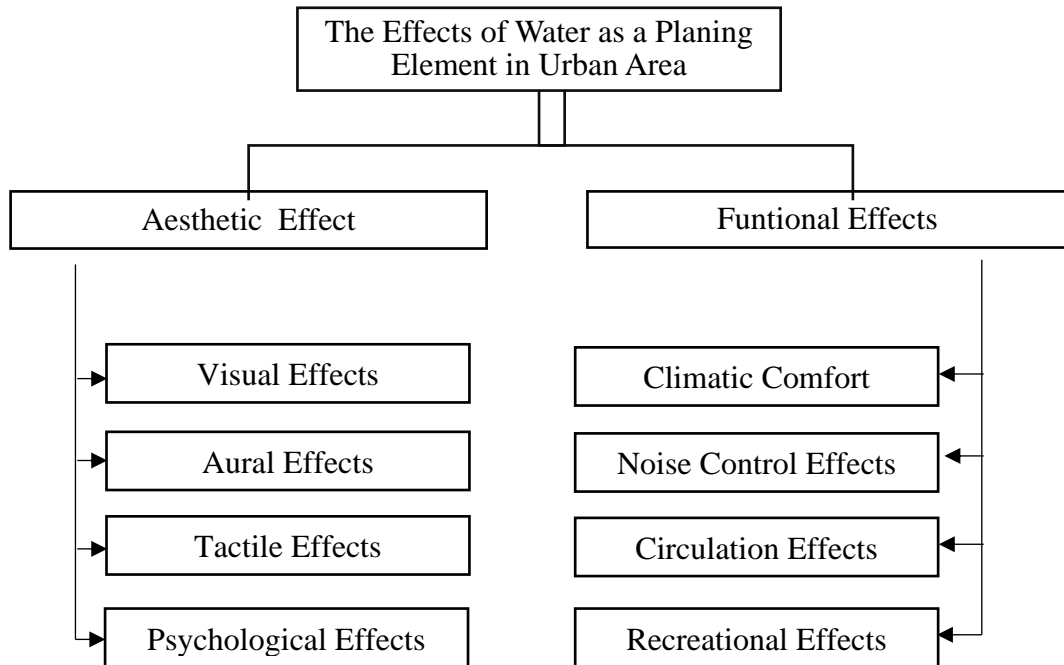 The Effects of Water as a Planing
Element in Urban Area
Aesthetic Effect
Funtional Effects
Visual Effects
Aural Effects
Tactile Effects
Psychological Effects
Climatic Comfort
Noise Control Effects
Circulation Effects
Recreational Effects